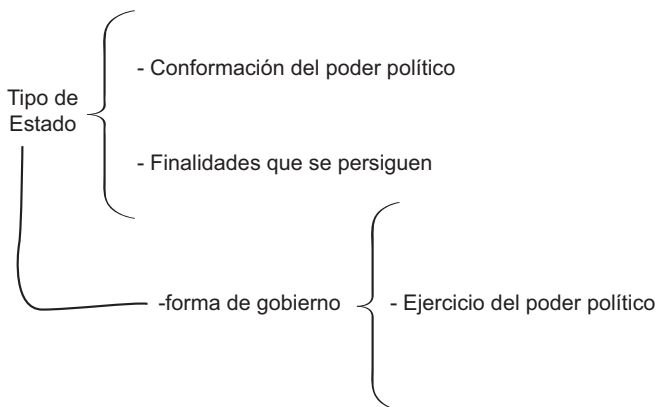 - Conformación del poder político
Tipo de
Estado
- Finalidades que se persiguen
-forma de gobierno
- Ejercicio del poder político